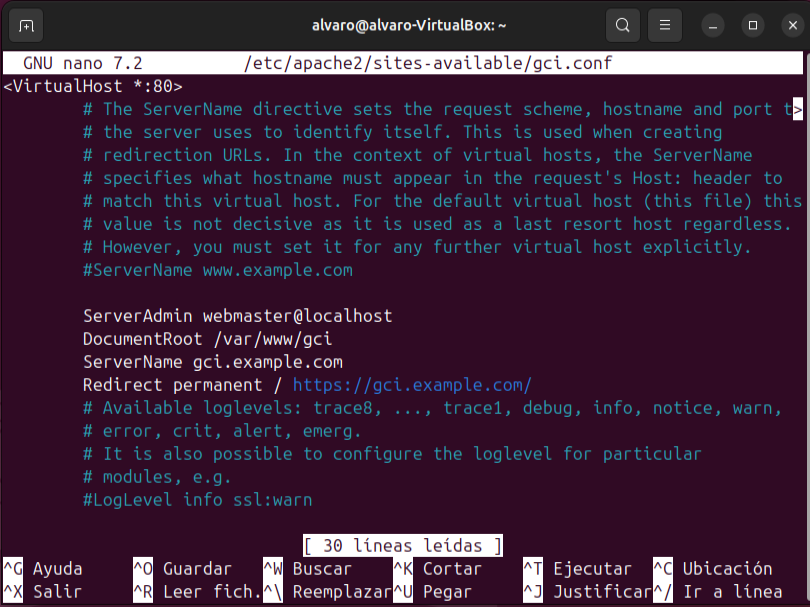 alvaro@alvaro-VirtualBox: ~
GNU nano 7.2 /etc/apache2/sites-available/gci.conf
<VirtualHost *:80>
# The ServerName directive sets the request scheme, hostname and port t>
# the server uses to identify itself. This is used when creating
# redirection URLs. In the context of virtual hosts, the ServerName
# specifies what hostname must appear in the request's Host: header to
# match this virtual host. For the default virtual host (this file) this
# value is not decisive as it is used as a last resort host regardless.
# However, you must set it for any further virtual host explicitly.
#ServerName www.example.com
ServerAdmin webmaster@localhost
DocumentRoot /var/www/gci
ServerName gci.example.com
Redirect permanent / https://gci.example.com/
# Available loglevels: trace8, ..., trace1, debug, info, notice, warn,
# error, crit, alert, emerg.
# It is also possible to configure the loglevel for particular
# modules, e.g.
#LogLevel info ssl:warn
[ 30 líneas leídas ]
^G Ayuda ^O Guardar ^W Buscar ^K Cortar ^T Ejecutar ^C Ubicación
^X Salir ^R Leer fich. ^\ Reemplazar ^U Pegar ^J Justificar ^/ Ir a línea